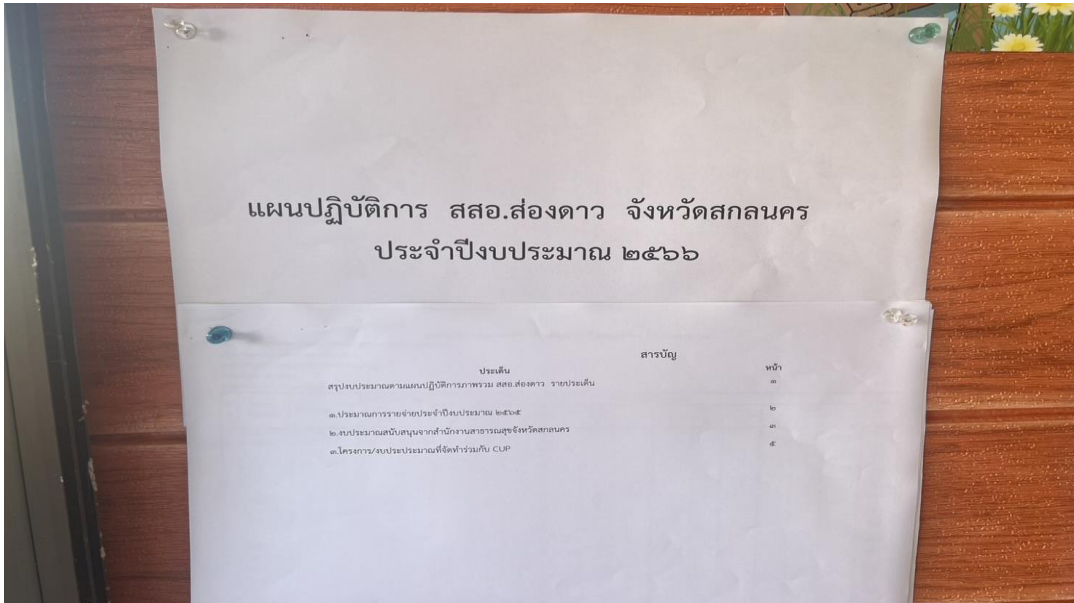 แผนปฏิบัติการ สสอ.ส่องดาว จังหวัดสกลนคร
ประจำปีงบประมาณ ๒๕๖๖
สารบัญ
ประเด็น หน้า
สรุปงบประมาณตามแผนปฏิบัติการภาพรวม สสอ.ส่องดาว รายประเด็น ๑
๑.ประมาณการรายจ่ายประจำปีงบประมาณ ๒๕๖๕ ๒
๒.งบประมาณสนับสนุนจากสำนักงานสาธารณสุขจังหวัดสกลนคร ๓
๓.โครงการ/งบประประมาณที่จัดทำร่วมกับ CUP ๕